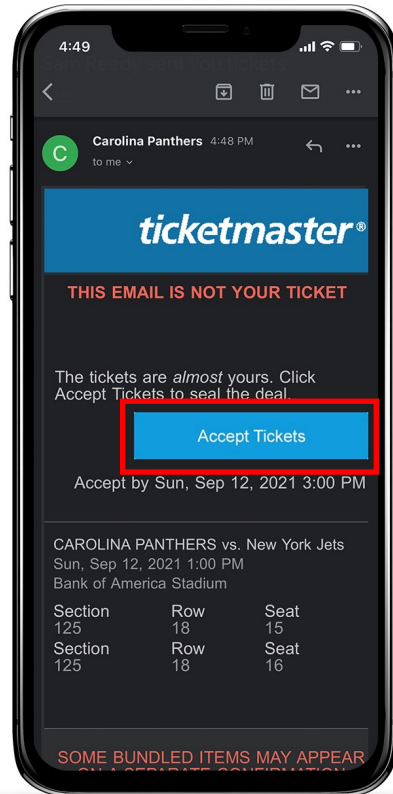 4:49
Carolina Panthers 4:48 PM
to me
C
ticketmaster®
THIS EMAIL IS NOT YOUR TICKET
The tickets are almost yours. Click
Accept Tickets to seal the deal.
Accept Tickets
Accept by Sun, Sep 12, 2021 3:00 PM
CAROLINA PANTHERS vs. New York Jets
Sun, Sep 12, 2021 1:00 PM
Bank of America Stadium
Section Row Seat
125 18 15
Section Row Seat
125 18 16
SOME BUNDLED ITEMS MAY APPEAR
ON A SEPARATE CONFIRMATION